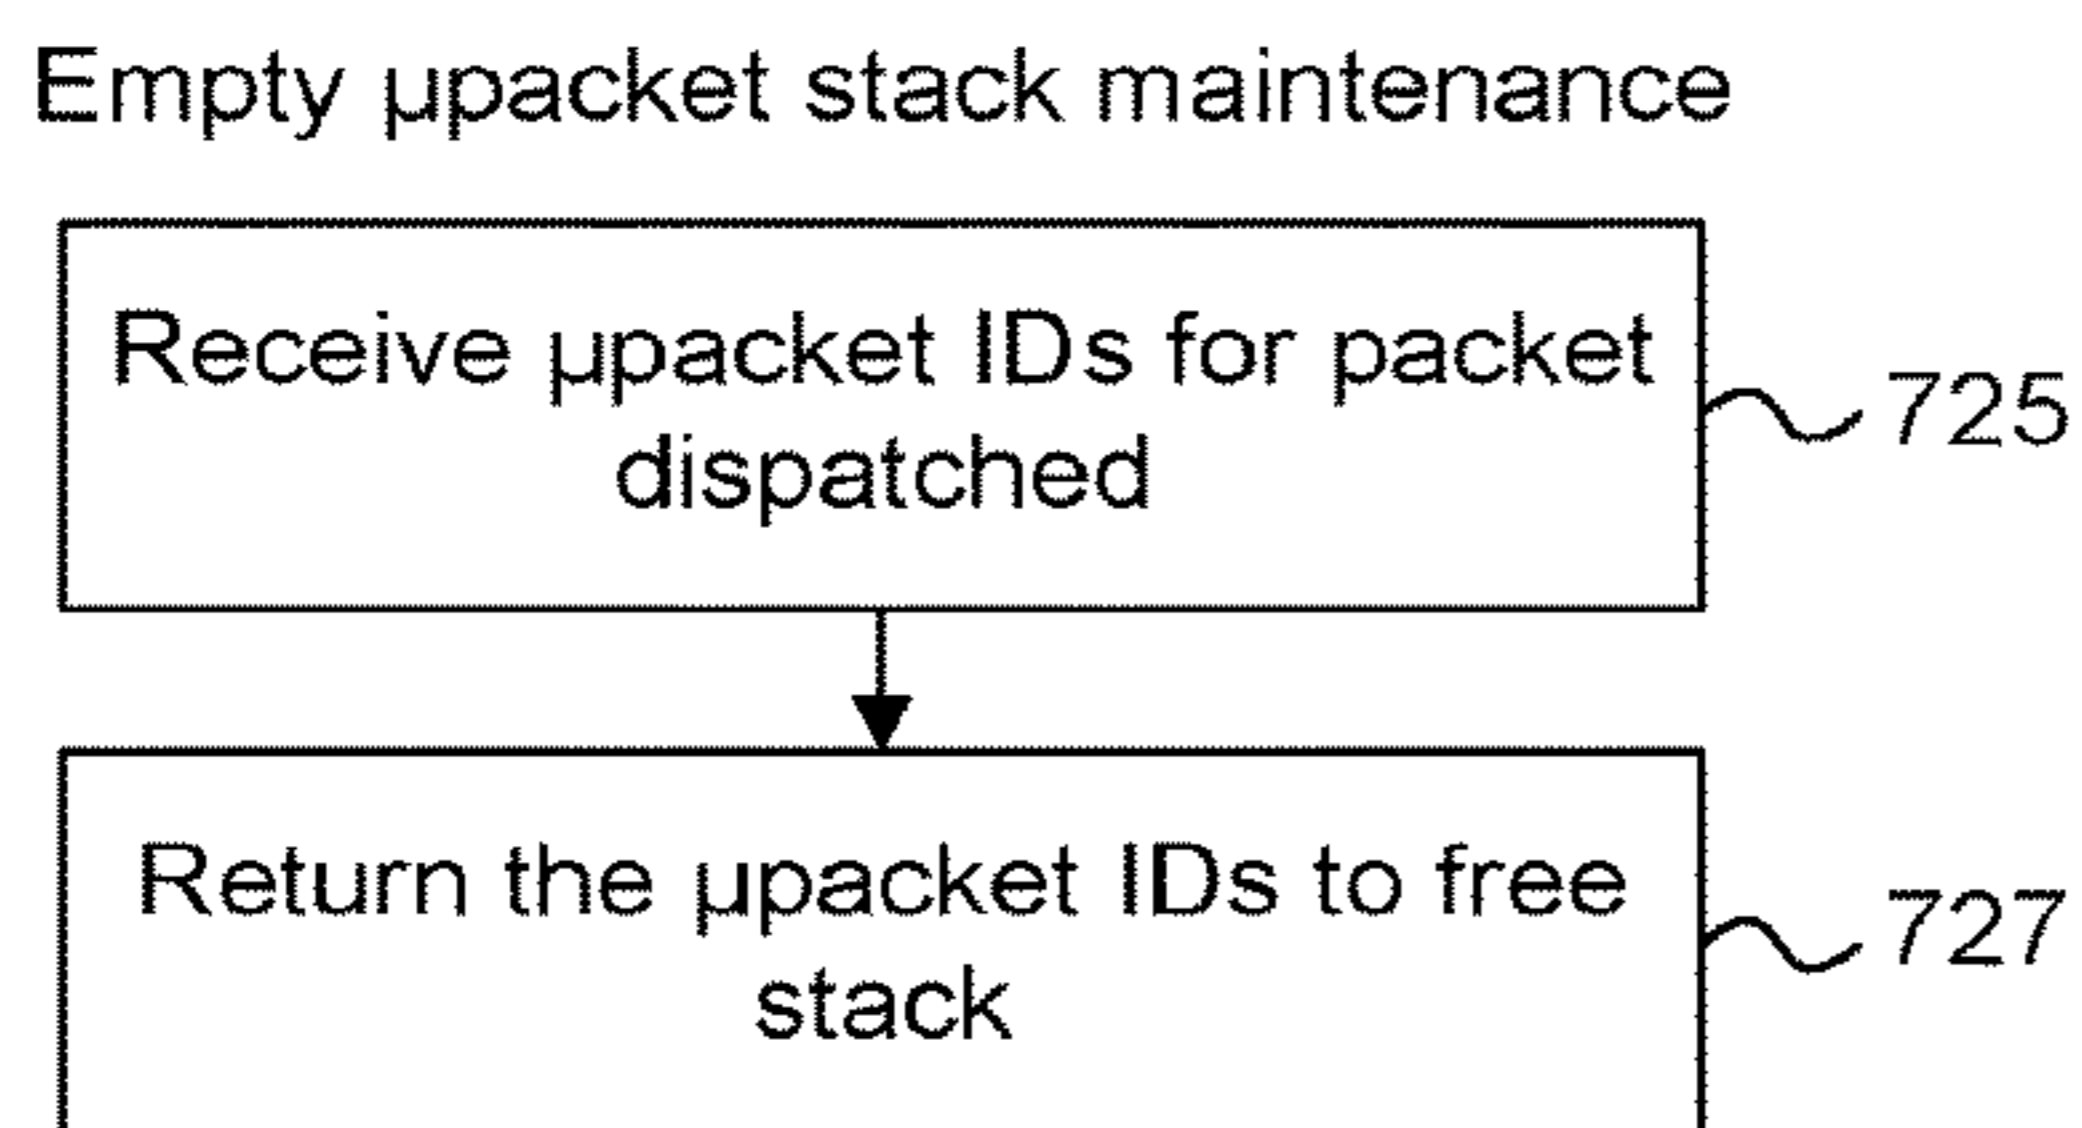 Empty µpacket stack maintenance
Receive µpacket IDs for packet
dispatched
725
Return the µpacket IDs to free
stack
727